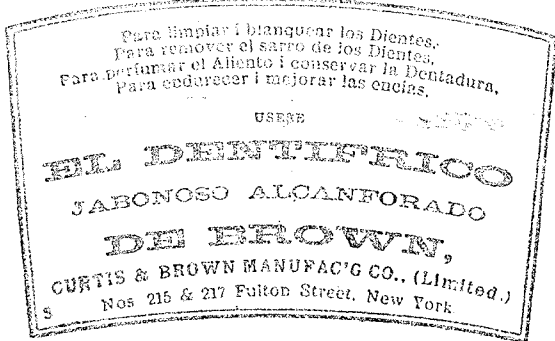 Para limpiar i blanquear los Dientes,
Para remover el sarro de los Dientes,
Para perfumar el Aliento i conservar la Dentadura,
Para endurecer i mejorar las encías,
USESE
EL DENTIFRICO
JABONOSO ALCANFORADO
DE BROWN,
CURTIS & BROWN MANUFAC'G CO., (Limited.)
Nos 215 & 217 Fulton Street, New York
S